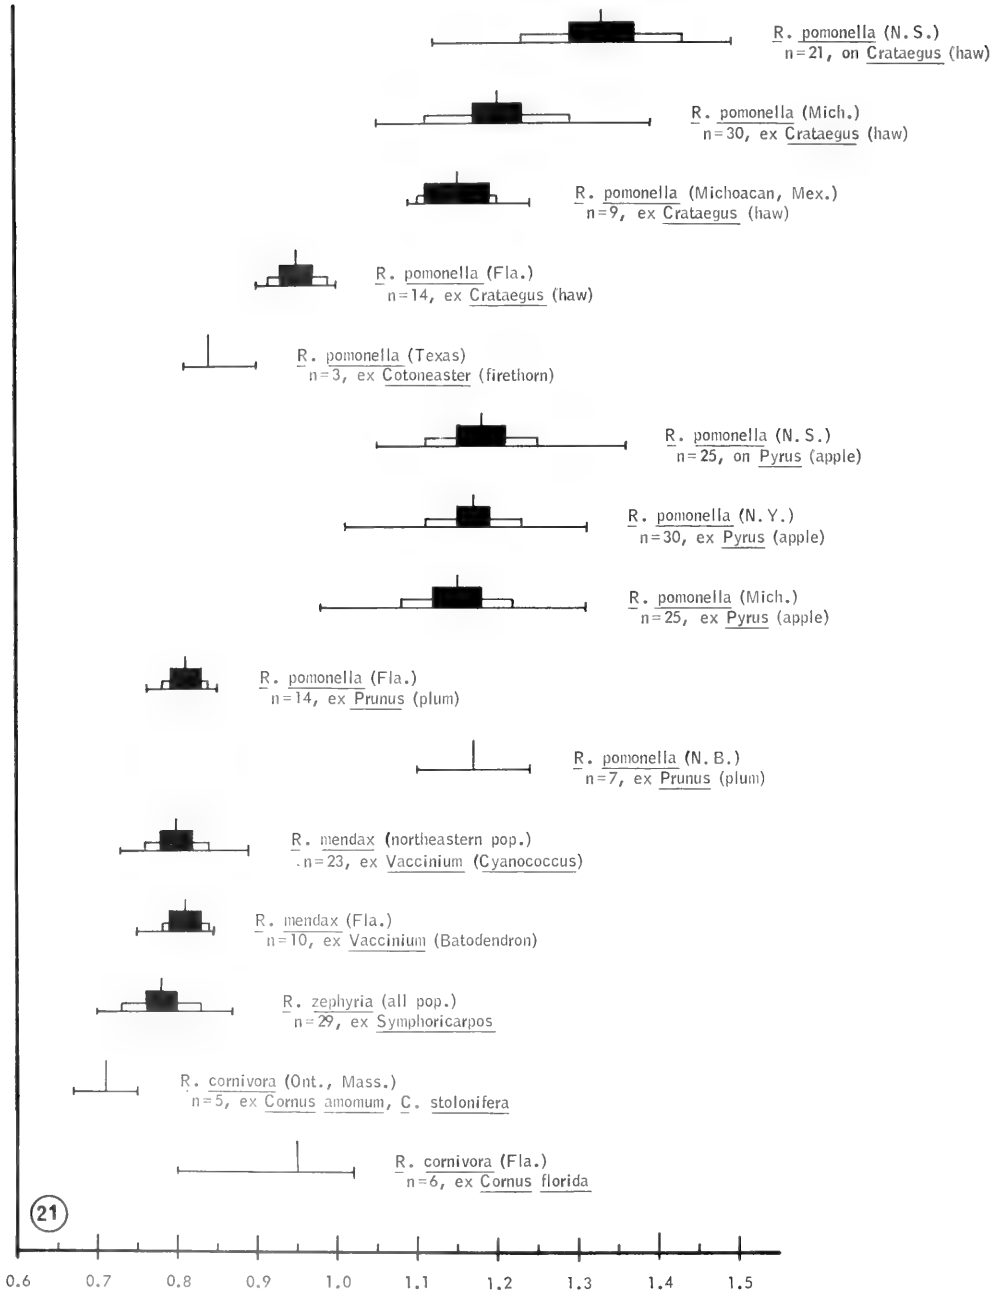 R. pomonella (N.S.)
n=21, on Crataegus (haw)
R. pomonella (Mich.)
n=30, ex Crataegus (haw)
R. pomonella (Michoacan, Mex.)
n=9, ex Crataegus (haw)
R. pomonella (Fla.)
n=14, ex Crataegus (haw)
R. pomonella (Texas)
n=3, ex Cotoneaster (firethorn)
R. pomonella (N.S.)
n=25, on Pyrus (apple)
R. pomonella (N.Y.)
n=30, ex Pyrus (apple)
R. pomonella (Mich.)
n=25, ex Pyrus (apple)
R. pomonella (Fla.)
n=14, ex Prunus (plum)
R. pomonella (N.B.)
n=7, ex Prunus (plum)
R. mendax (northeastern pop.)
n=23, ex Vaccinium (Cyanococcus)
R. mendax (Fla.)
n=10, ex Vaccinium (Batodendron)
R. zephyria (all pop.)
n=29, ex Symphoricarpos
R. cornivora (Ont., Mass.)
n=5, ex Cornus amomum, C. stolonifera
R. cornivora (Fla.)
n=6, ex Cornus florida
21
0.6 0.7 0.8 0.9 1.0 1.1 1.2 1.3 1.4 1.5